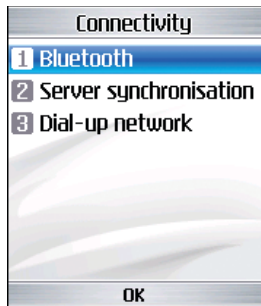 Connectivity
1 Bluetooth
2 Server synchronisation
3 Dial-up network
OK